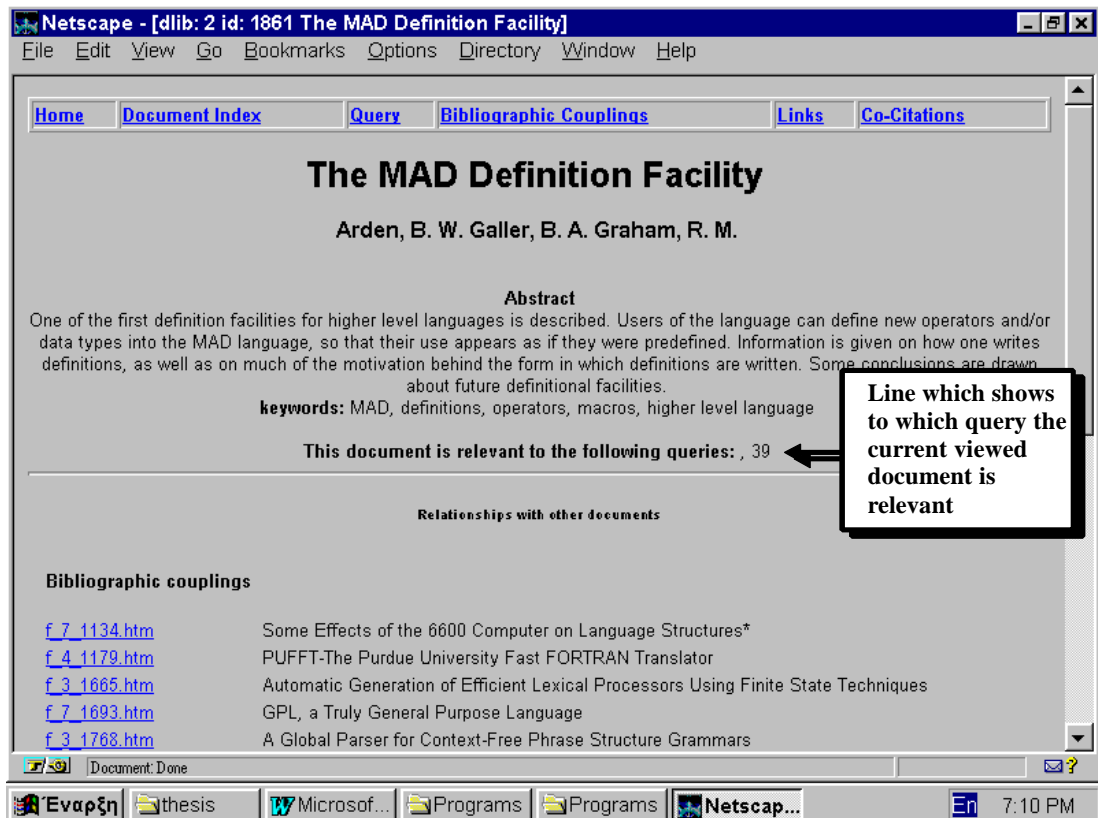 Netscape - [dlib: 2 id: 1861 The MAD Definition Facility]
File Edit View Go Bookmarks Options Directory Window Help
Home Document Index Query Bibliographic Couplings Links Co-Citations
The MAD Definition Facility
Arden, B. W. Galler, B. A. Graham, R. M.
Abstract
One of the first definition facilities for higher level languages is described. Users of the language can define new operators and/or
data types into the MAD language, so that their use appears as if they were predefined. Information is given on how one writes
definitions, as well as on much of the motivation behind the form in which definitions are written. Some conclusions are drawn
about future definitional facilities.
keywords: MAD, definitions, operators, macros, higher level language
This document is relevant to the following queries: , 39
Line which shows
to which query the
current viewed
document is
relevant
Relationships with other documents
Bibliographic couplings
f_7_1134.htm Some Effects of the 6600 Computer on Language Structures*
f_4_1179.htm PUFFT-The Purdue University Fast FORTRAN Translator
f_3_1665.htm Automatic Generation of Efficient Lexical Processors Using Finite State Techniques
f_7_1693.htm GPL, a Truly General Purpose Language
f_3_1768.htm A Global Parser for Context-Free Phrase Structure Grammars
Document: Done
Έναρξη thesis Microsof... Programs Programs Netscap... En 7:10 PM